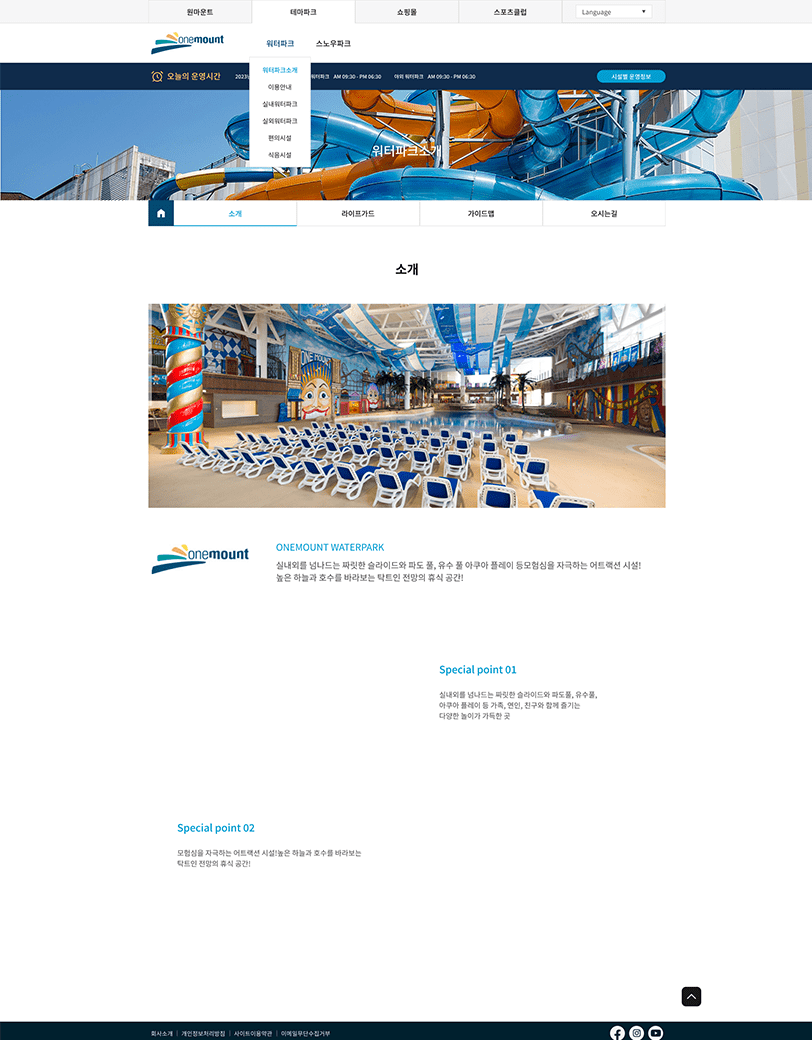 원마운트
테마파크
쇼핑몰
스포츠클럽
Language
onemount
워터파크
스노우파크
오늘의 운영시간
2023
워터파크 AM 09:30 - PM 06:30
야외 워터파크 AM 09:30 - PM 06:30
시설별 운영정보
워터파크소개
이용안내
실내워터파크
실외워터파크
편의시설
식음시설
워터파크소개
소개
라이프가드
가이드맵
오시는길
소개
ONE MOUNT
onemount
ONEMOUNT WATERPARK
실내외를 넘나드는 짜릿한 슬라이드와 파도 풀, 유수 풀 아쿠아 플레이 등모험심을 자극하는 어트랙션 시설!
높은 하늘과 호수를 바라보는 탁트인 전망의 휴식 공간!
Special point 01
실내외를 넘나드는 짜릿한 슬라이드와 파도풀, 유수풀,
아쿠아 플레이 등 가족, 연인, 친구와 함께 즐기는
다양한 놀이가 가득한 곳
Special point 02
모험심을 자극하는 어트랙션 시설!높은 하늘과 호수를 바라보는
탁트인 전망의 휴식 공간!
회사소개 | 개인정보처리방침 | 사이트이용약관 | 이메일무단수집거부